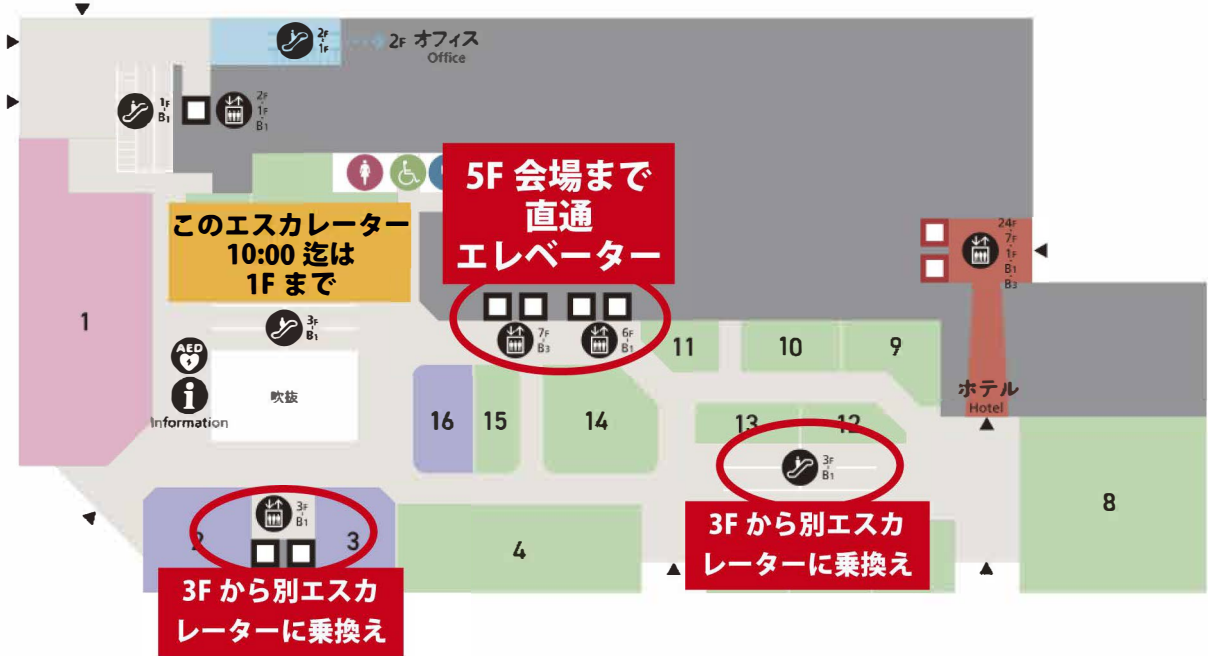 2F
1F
2F オフィス
Office
1F
B1
2F
1F
B1
5F 会場まで
直通
エレベーター
このエスカレーター
10:00 迄は
1F まで
24F
7F
1F
B1
B3
1
3F
B1
7F
B3
6F
B1
11
10
9
AED
i
Information
吹抜
ホテル
Hotel
16
15
14
13
12
3F
B1
8
3F
B1
2
3
4
3F から別エスカ
レーターに乗換え
3F から別エスカ
レーターに乗換え